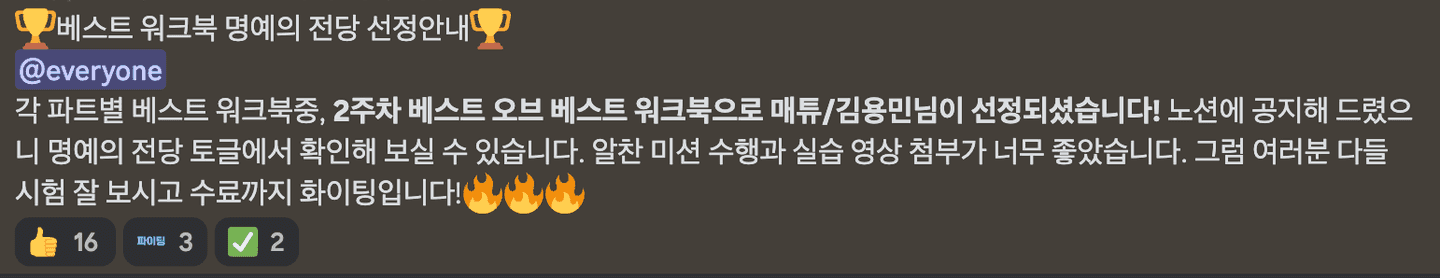 🏆베스트 워크북 명예의 전당 선정안내🏆
@everyone
각 파트별 베스트 워크북중, 2주차 베스트 오브 베스트 워크북으로 매튜/김용민님이 선정되셨습니다! 노션에 공지해 드렸으
니 명예의 전당 토글에서 확인해 보실 수 있습니다. 알찬 미션 수행과 실습 영상 첨부가 너무 좋았습니다. 그럼 여러분 다들
시험 잘 보시고 수료까지 화이팅입니다!🔥🔥🔥
👍 16 파이팅 3 ✅ 2